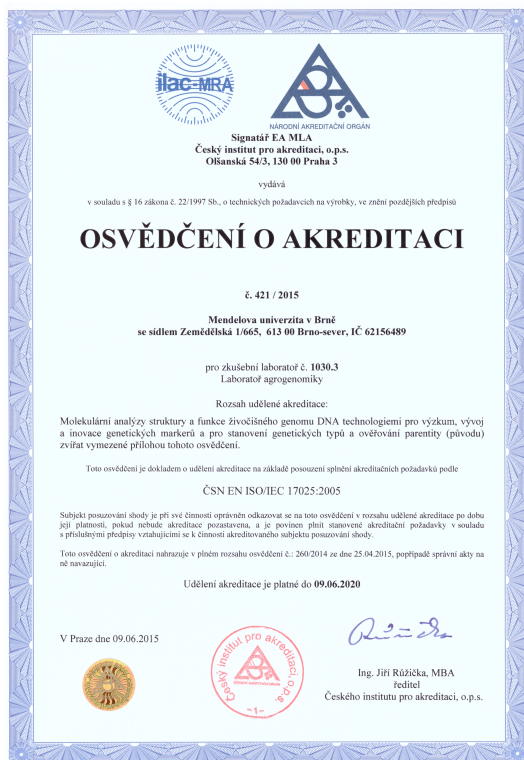 ilac-MRA
NÁRODNÍ AKREDITAČNÍ ORGÁN
Signatář EA MLA
Český institut pro akreditaci, o.p.s.
Olšanská 54/3, 130 00 Praha 3
vydává
v souladu s § 16 zákona č. 22/1997 Sb., o technických požadavcích na výrobky, ve znění pozdějších předpisů
OSVĚDČENÍ O AKREDITACI
č. 421 / 2015
Mendelova univerzita v Brně
se sídlem Zemědělská 1/665, 613 00 Brno-sever, IČ 62156489
pro zkušební laboratoř č. 1030.3
Laboratoř agrogenomiky
Rozsah udělené akreditace:
Molekulární analýzy struktury a funkce živočišného genomu DNA technologiemi pro výzkum, vývoj
a inovace genetických markerů a pro stanovení genetických typů a ověřování parentity (původu)
zvířat vymezené přílohou tohoto osvědčení.
Toto osvědčení je dokladem o udělení akreditace na základě posouzení splnění akreditačních požadavků podle
ČSN EN ISO/IEC 17025:2005
Subjekt posuzování shody je při své činnosti oprávněn odkazovat se na toto osvědčení v rozsahu udělené akreditace po dobu
její platnosti, pokud nebude akreditace pozastavena, a je povinen plnit stanovené akreditační požadavky v souladu
s příslušnými předpisy vztahujícími se k činnosti akreditovaného subjektu posuzování shody.
Toto osvědčení o akreditaci nahrazuje v plném rozsahu osvědčení č.: 260/2014 ze dne 25.04.2015, popřípadě správní akty na
ně navazující.
Udělení akreditace je platné do 09.06.2020
V Praze dne 09.06.2015
Český institut pro akreditaci, o.p.s.
-1-
Ing. Jiří Růžička, MBA
ředitel
Českého institutu pro akreditaci, o.p.s.